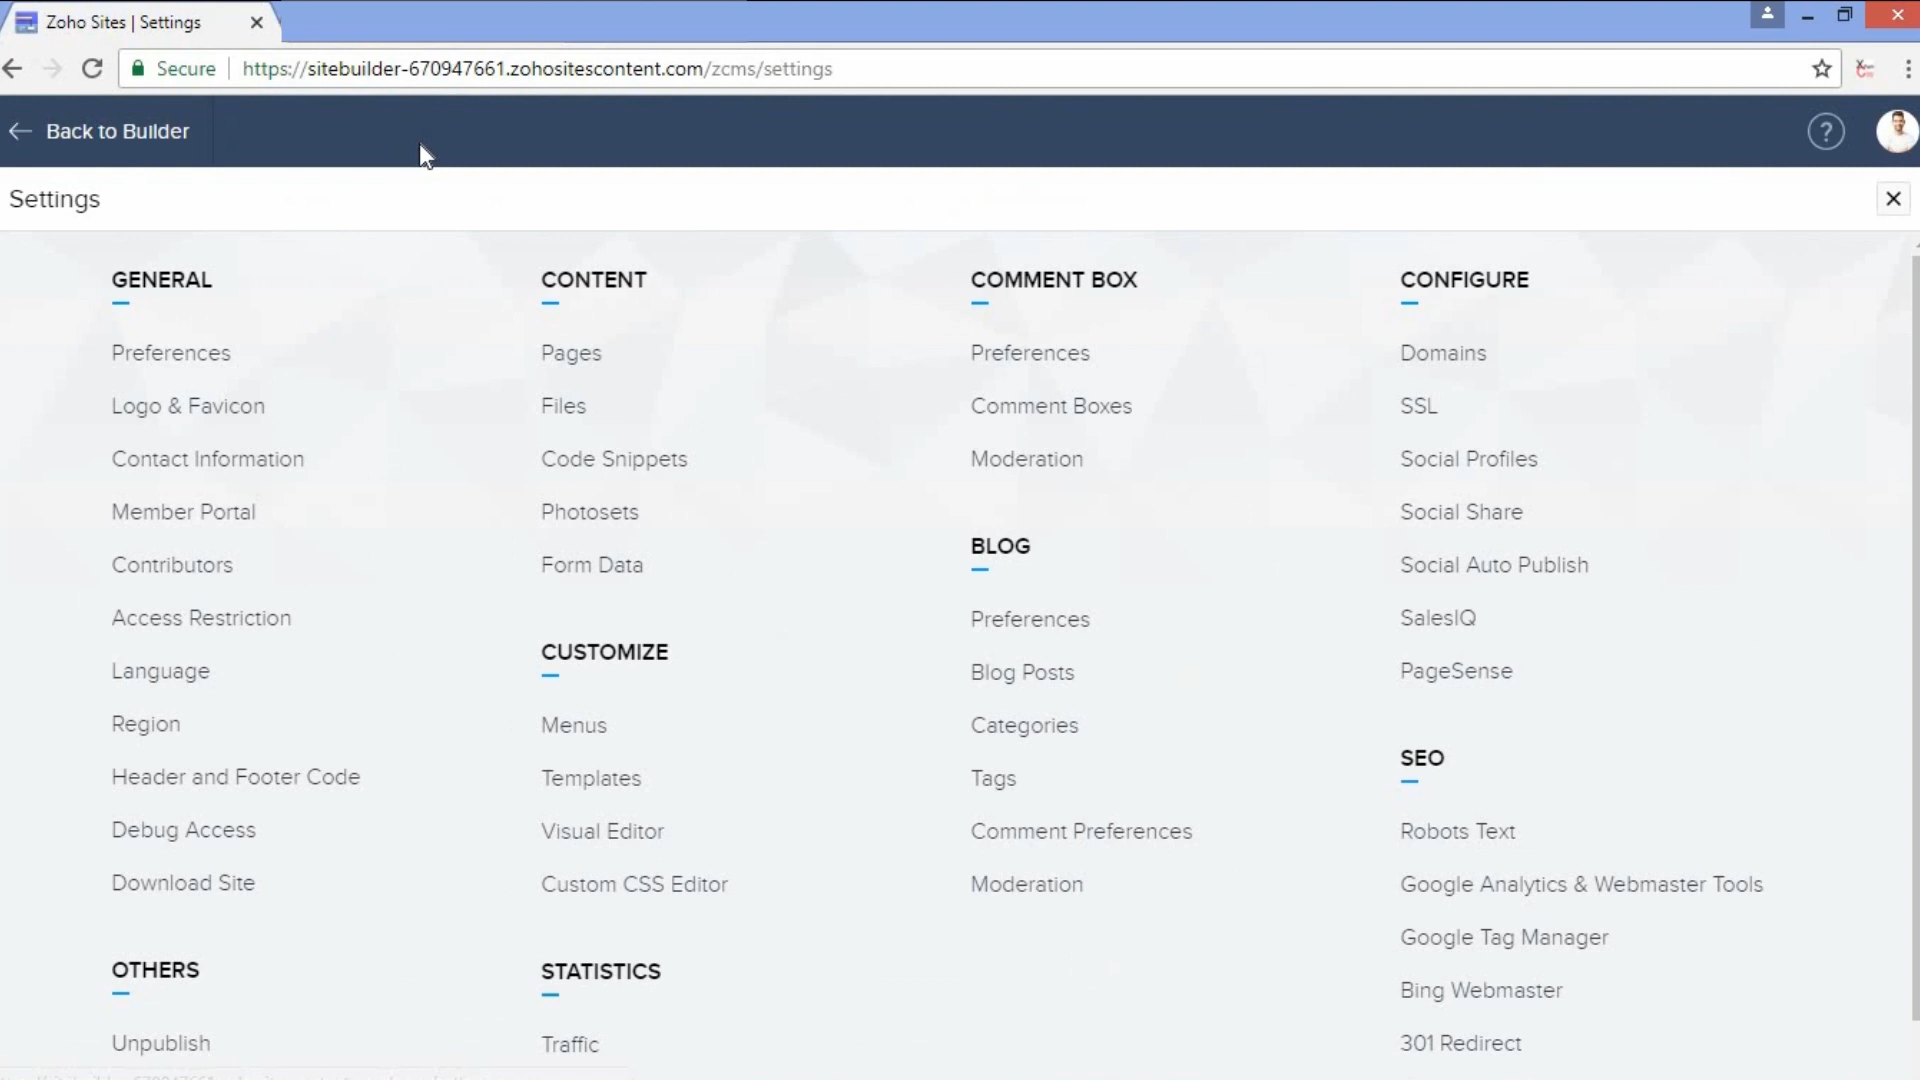 Zoho Sites | Settings
Secure https://sitebuilder-670947661.zohositescontent.com/zcms/settings
Back to Builder
Settings
GENERAL
Preferences
Logo & Favicon
Contact Information
Member Portal
Contributors
Access Restriction
Language
Region
Header and Footer Code
Debug Access
Download Site
OTHERS
Unpublish
CONTENT
Pages
Files
Code Snippets
Photosets
Form Data
CUSTOMIZE
Menus
Templates
Visual Editor
Custom CSS Editor
STATISTICS
Traffic
COMMENT BOX
Preferences
Comment Boxes
Moderation
BLOG
Preferences
Blog Posts
Categories
Tags
Comment Preferences
Moderation
CONFIGURE
Domains
SSL
Social Profiles
Social Share
Social Auto Publish
SalesIQ
PageSense
SEO
Robots Text
Google Analytics & Webmaster Tools
Google Tag Manager
Bing Webmaster
301 Redirect